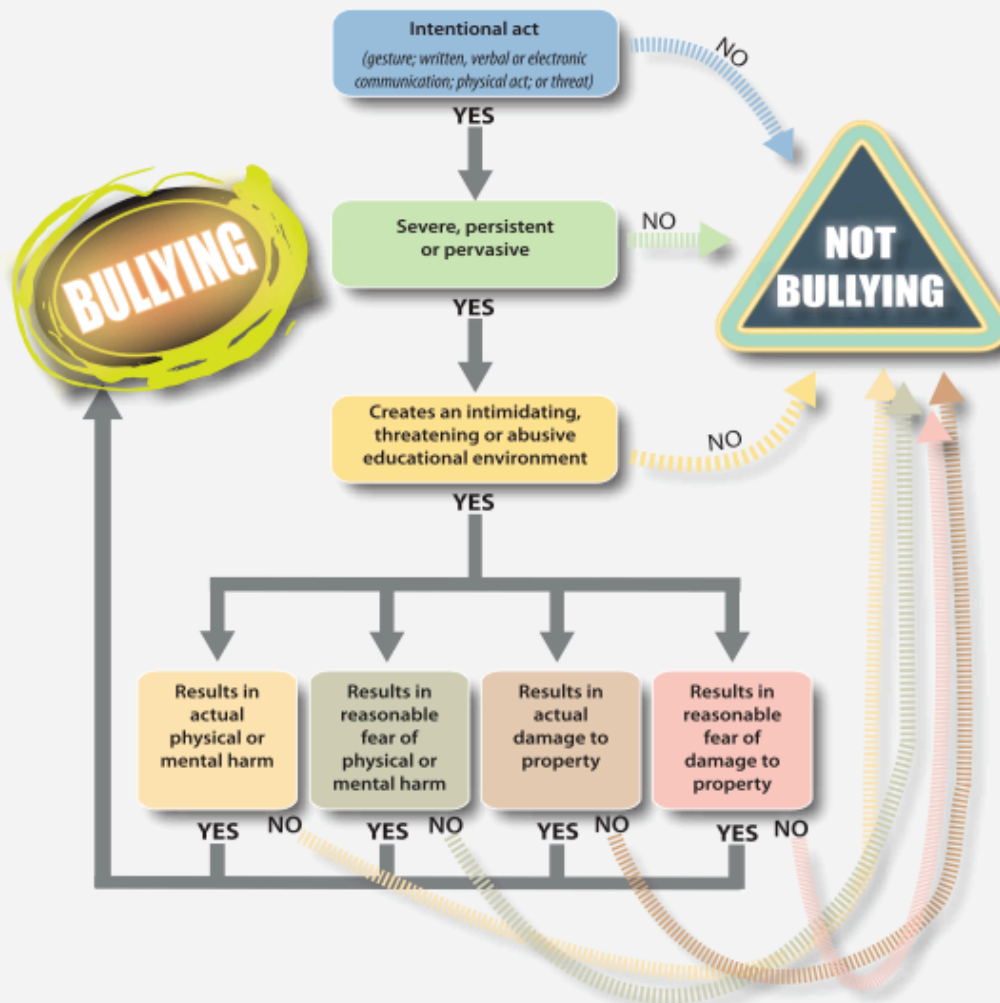 Intentional act
(gesture; written, verbal or electronic
communication; physical act; or threat)
NO
YES
BULLYING
Severe, persistent
or pervasive
NO
NOT
BULLYING
YES
Creates an intimidating,
threatening or abusive
educational environment
NO
YES
Results in
actual
physical or
mental harm
Results in
reasonable
fear of
physical or
mental harm
Results in
actual
damage to
property
Results in
reasonable
fear of
damage to
property
YES NO YES NO YES NO YES NO